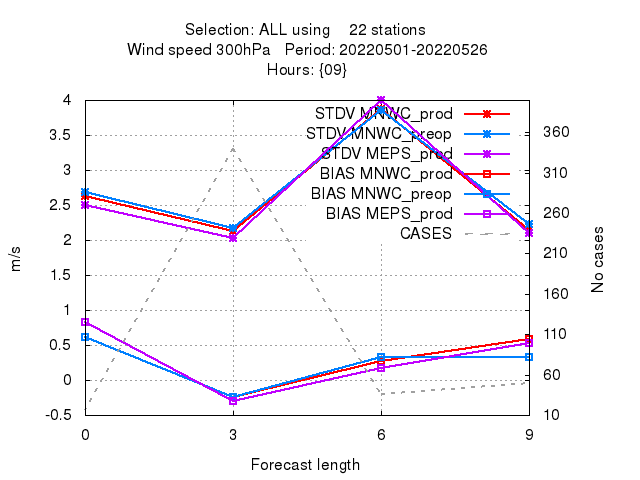 Selection: ALL using 22 stations
Wind speed 300hPa Period: 20220501-20220526
Hours: {09}
STDV MNWC_prod
STDV MNWC_preop
STDV MEPS_prod
BIAS MNWC_prod
BIAS MNWC_preop
BIAS MEPS_prod
CASES
4
3.5
3
2.5
2
1.5
1
0.5
0
-0.5
m/s
360
310
260
210
160
110
60
10
No cases
0 3 6 9
Forecast length